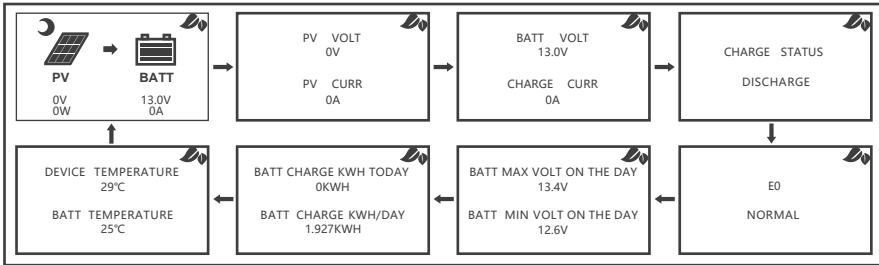 PV BATT
0V 13.0V
0W 0A
PV VOLT
0V
PV CURR
0A
BATT VOLT
13.0V
CHARGE CURR
0A
CHARGE STATUS
DISCHARGE
E0
NORMAL
BATT MAX VOLT ON THE DAY
13.4V
BATT MIN VOLT ON THE DAY
12.6V
BATT CHARGE KWH TODAY
0KWH
BATT CHARGE KWH/DAY
1.927KWH
DEVICE TEMPERATURE
29℃
BATT TEMPERATURE
25℃